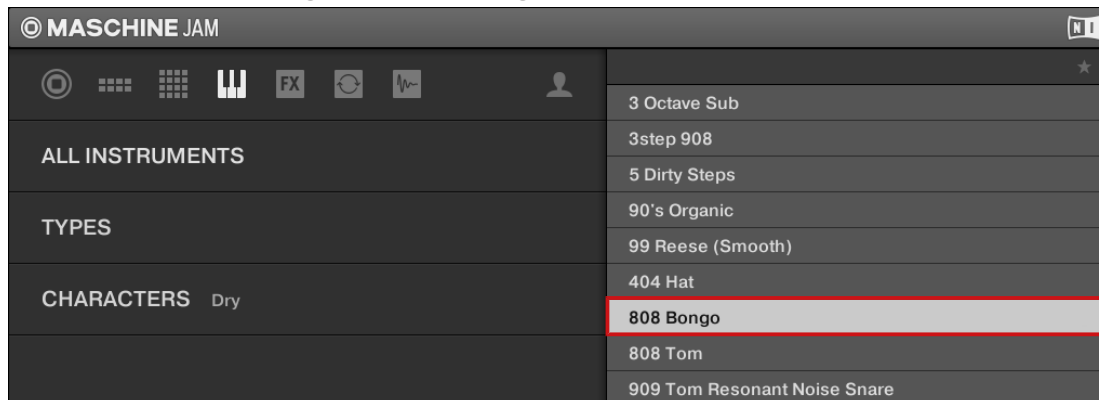 MASCHINE JAM
NI
FX
ALL INSTRUMENTS
TYPES
CHARACTERS Dry
3 Octave Sub
3step 908
5 Dirty Steps
90's Organic
99 Reese (Smooth)
404 Hat
808 Bongo
808 Tom
909 Tom Resonant Noise Snare